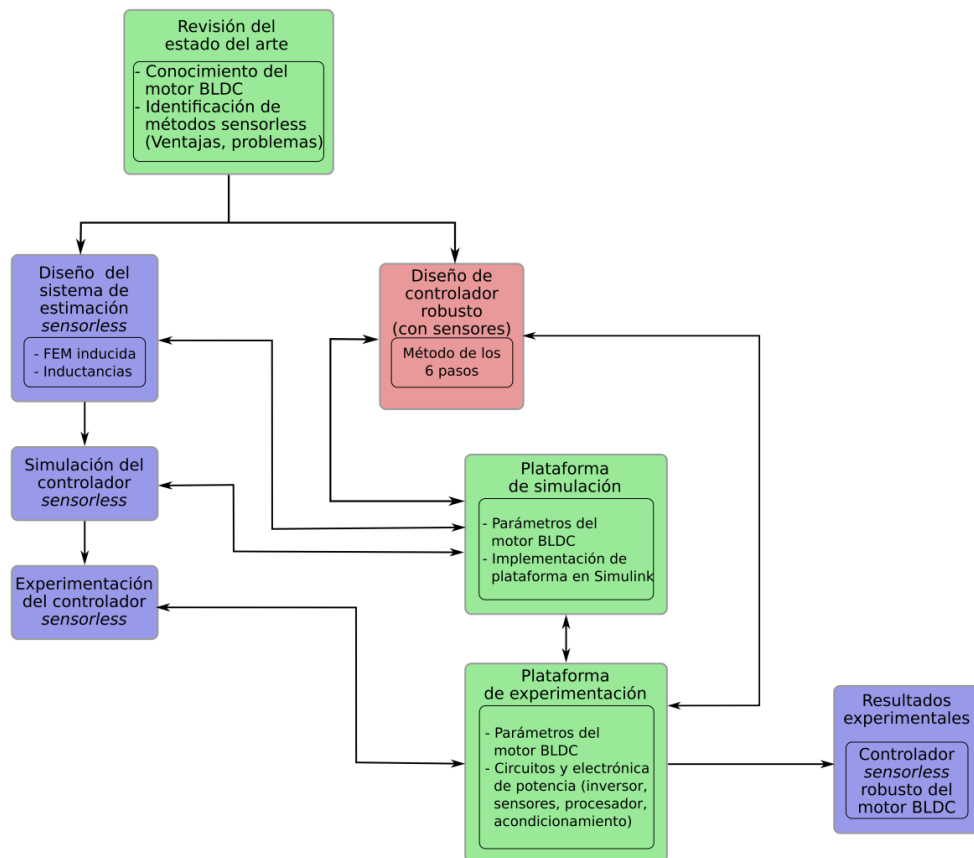 Revisión del
estado del arte
- Conocimiento del
motor BLDC
- Identificación de
métodos sensorless
(Ventajas, problemas)
Diseño del
sistema de
estimación
sensorless
- FEM inducida
- Inductancias
Diseño de
controlador
robusto
(con sensores)
Método de los
6 pasos
Simulación del
controlador
sensorless
Plataforma
de simulación
- Parámetros del
motor BLDC
- Implementación de
plataforma en Simulink
Experimentación
del controlador
sensorless
Plataforma
de experimentación
- Parámetros del
motor BLDC
- Circuitos y electrónica
de potencia (inversor,
sensores, procesador,
acondicionamiento)
Resultados
experimentales
Controlador
sensorless
robusto del
motor BLDC